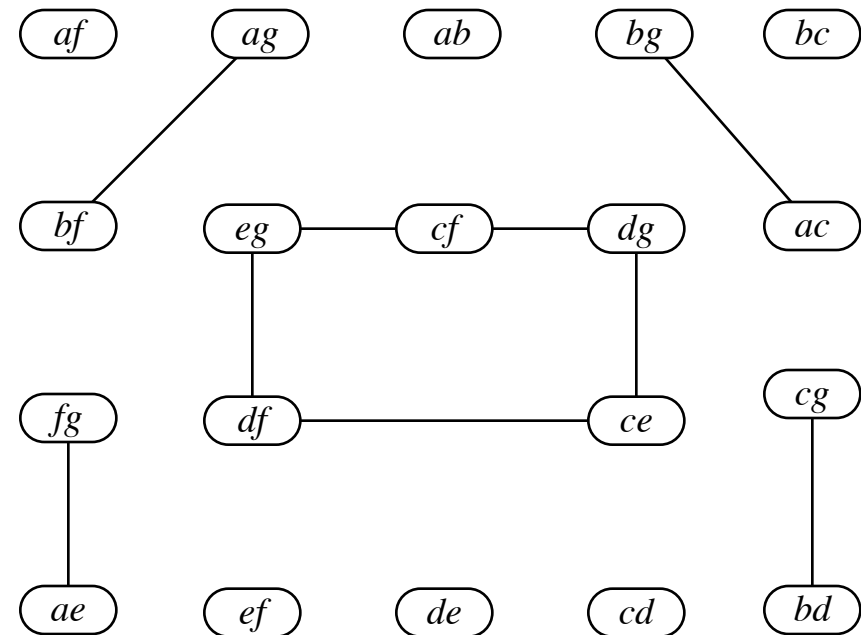 af ag ab bg bc
bf eg cf dg ac
fg df ce cg
ae ef de cd bd